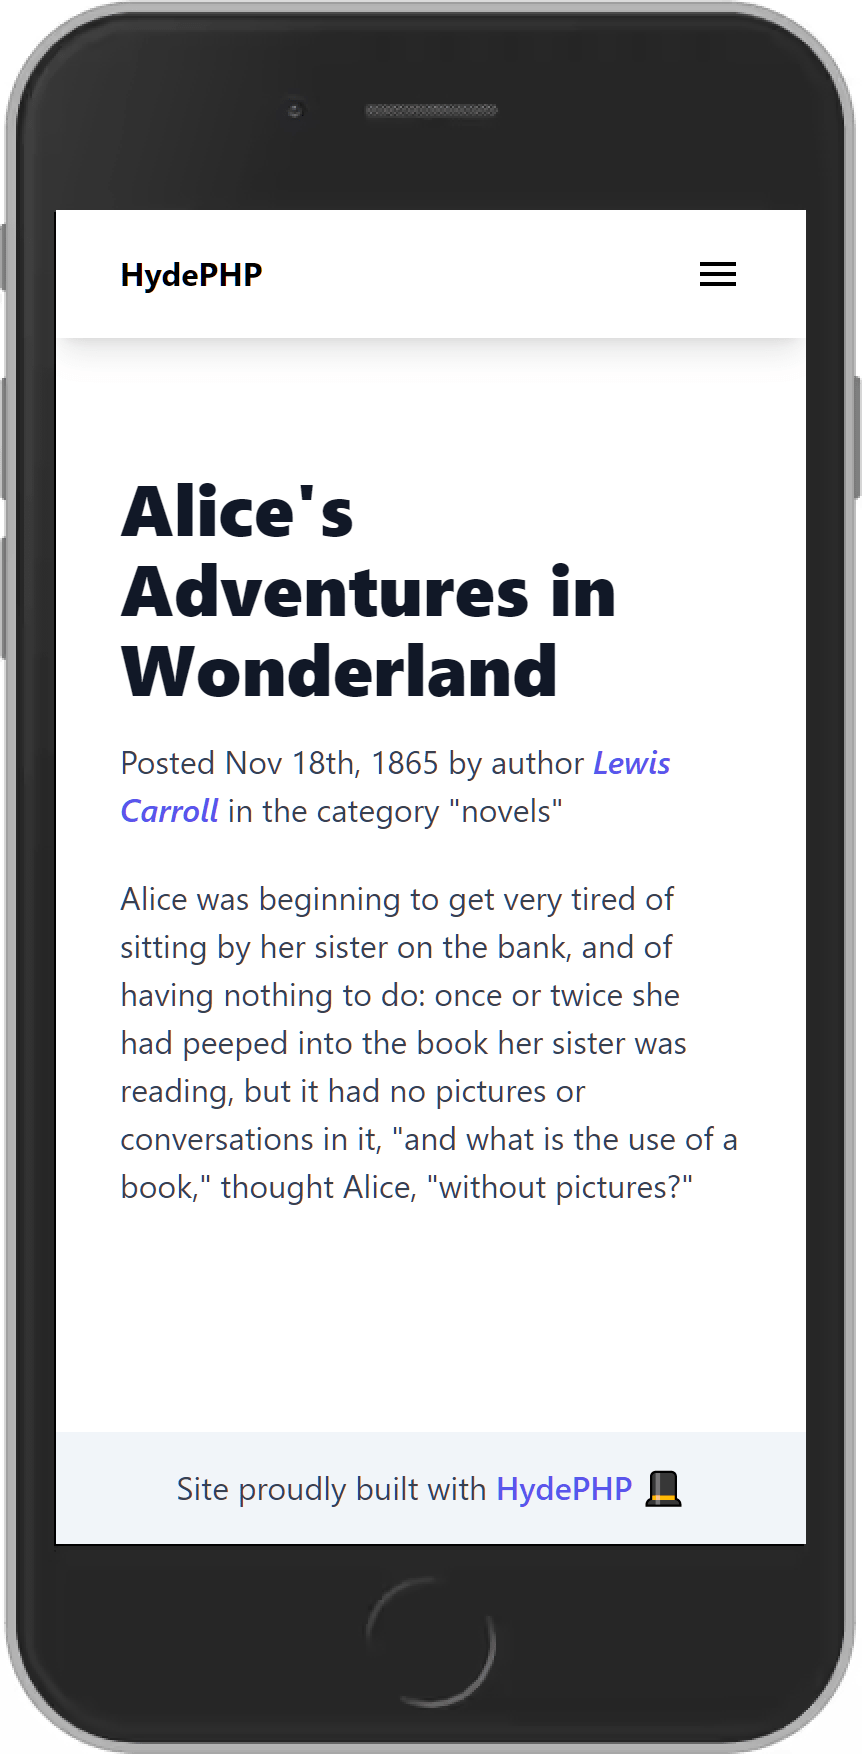 HydePHP
Alice's
Adventures in
Wonderland
Posted Nov 18th, 1865 by author Lewis
Carroll in the category "novels"
Alice was beginning to get very tired of
sitting by her sister on the bank, and of
having nothing to do: once or twice she
had peeped into the book her sister was
reading, but it had no pictures or
conversations in it, "and what is the use of a
book," thought Alice, "without pictures?"
Site proudly built with HydePHP 🎩